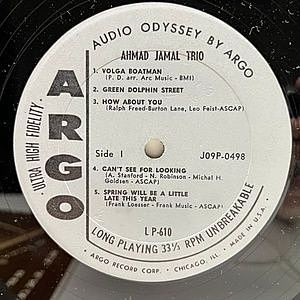 AUDIO ODYSSEY BY ARGO
AHMAD JAMAL TRIO
ARGO
ULTRA HIGH FIDELITY
1. VOLGA BOATMAN
(P. D. arr. Arc Music - BMI)
2. GREEN DOLPHIN STREET
3. HOW ABOUT YOU
(Ralph Freed-Burton Lane, Leo Feist-ASCAP)
Side 1
J09P-0498
4. CAN'T SEE FOR LOOKING
(A. Stanford - N. Robinson - Michal H.
Goldsen - ASCAP)
5. SPRING WILL BE A LITTLE
LATE THIS YEAR
(Frank Loesser - Frank Music - ASCAP)
LP-610
LONG PLAYING 33⅓ RPM UNBREAKABLE
ARGO RECORD CORP. • CHICAGO, ILL. • MADE IN U.S.A.